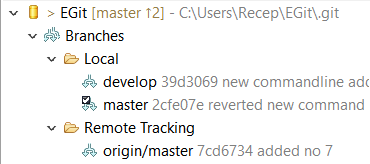 > EGit [master ↑2] - C:\Users\Recep\EGit\.git
Branches
Local
develop 39d3069 new commandline add
master 2cfe07e reverted new command
Remote Tracking
origin/master 7cd6734 added no 7